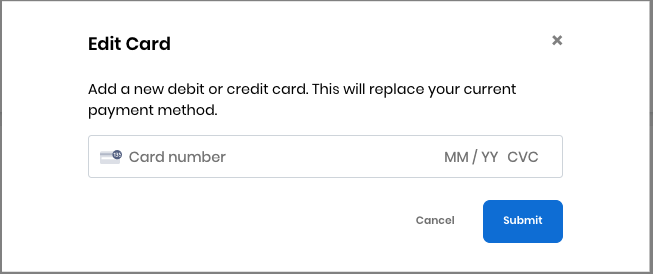 Edit Card
Add a new debit or credit card. This will replace your current
payment method.
Card number MM / YY CVC
Cancel Submit